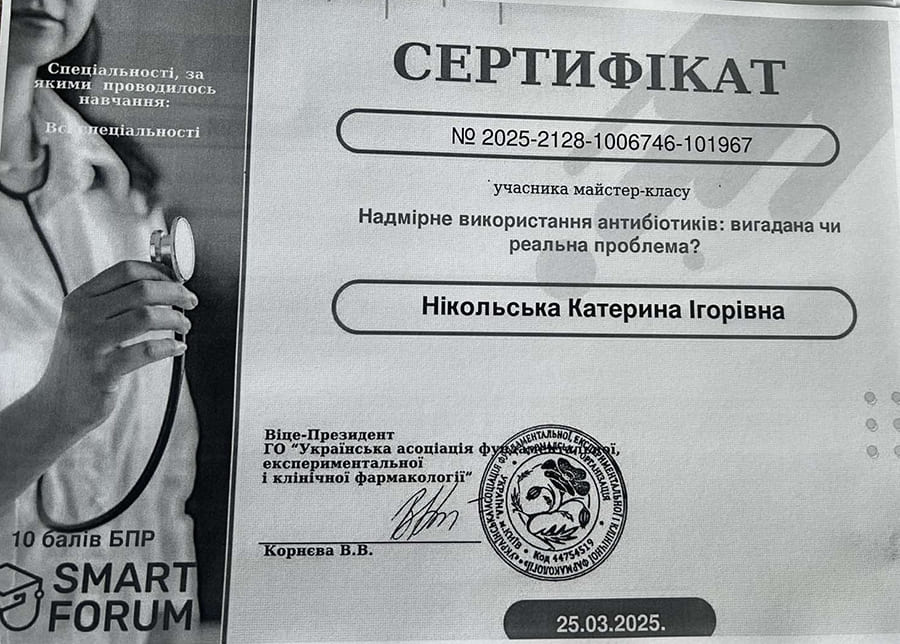 Спеціальності, за
якими проводилось
навчання:
Всі спеціальності
СЕРТИФІКАТ
№ 2025-2128-1006746-101967
учасника майстер-класу
Надмірне використання антибіотиків: вигадана чи
реальна проблема?
Нікольська Катерина Ігорівна
Віце-Президент
ГО "Українська асоціація фундаментальної,
експериментальної
і клінічної фармакології"
Корнєва В.В.
Код 44754519
10 балів БПР
SMART
FORUM
25.03.2025.